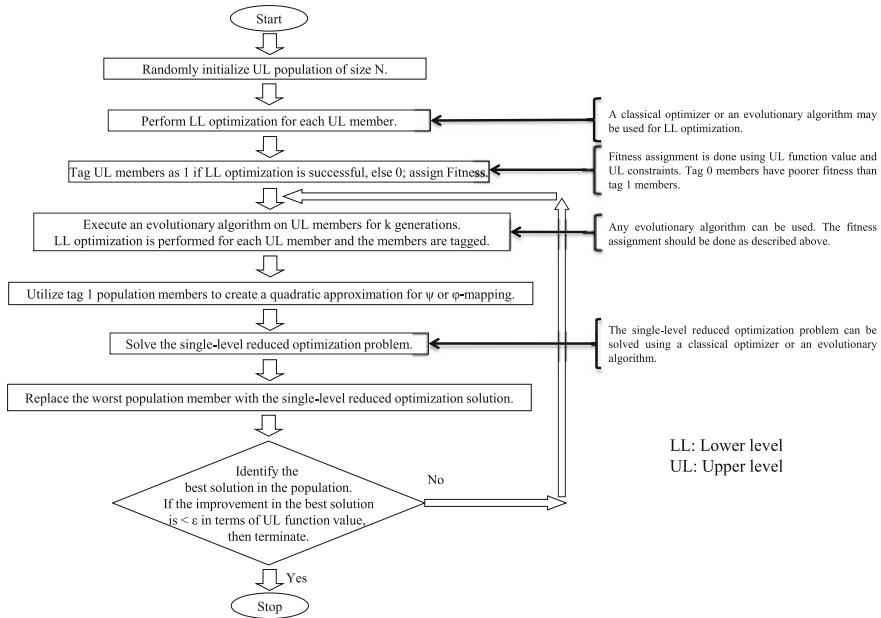 Start
Randomly initialize UL population of size N.
Perform LL optimization for each UL member.
A classical optimizer or an evolutionary algorithm may
be used for LL optimization.
Tag UL members as 1 if LL optimization is successful, else 0; assign Fitness.
Fitness assignment is done using UL function value and
UL constraints. Tag 0 members have poorer fitness than
tag 1 members.
Execute an evolutionary algorithm on UL members for k generations.
LL optimization is performed for each UL member and the members are tagged.
Any evolutionary algorithm can be used. The fitness
assignment should be done as described above.
Utilize tag 1 population members to create a quadratic approximation for ψ or φ-mapping.
Solve the single-level reduced optimization problem.
The single-level reduced optimization problem can be
solved using a classical optimizer or an evolutionary
algorithm.
Replace the worst population member with the single-level reduced optimization solution.
Identify the
best solution in the population.
If the improvement in the best solution
is < ε in terms of UL function value,
then terminate.
No
Yes
Stop
LL: Lower level
UL: Upper level